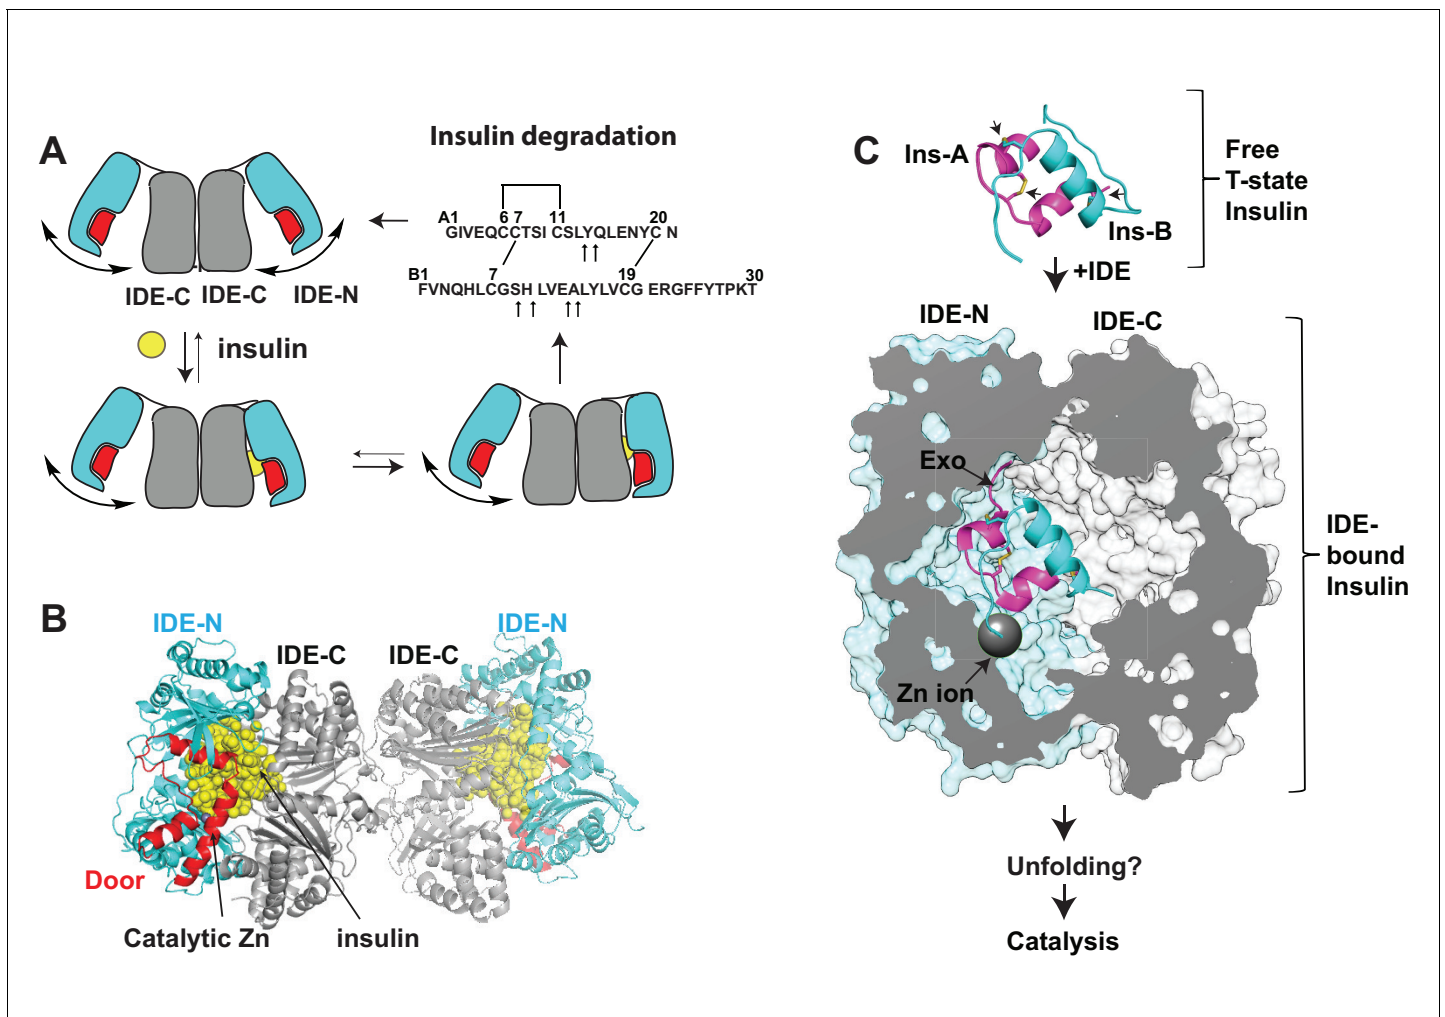 A
Insulin degradation
A1 6 7 11 20
GIVEQCCTSI CSLYQLENYC N
B1 7 19 30
FVNQHLCGSH LVEALYLVCG ERGFFYTPKT
IDE-C IDE-C IDE-N
insulin
B
IDE-N IDE-C IDE-C IDE-N
Door
Catalytic Zn insulin
C
Ins-A
Ins-B
Free
T-state
Insulin
+IDE
IDE-N IDE-C
Exo
Zn ion
IDE-
bound
Insulin
Unfolding?
Catalysis